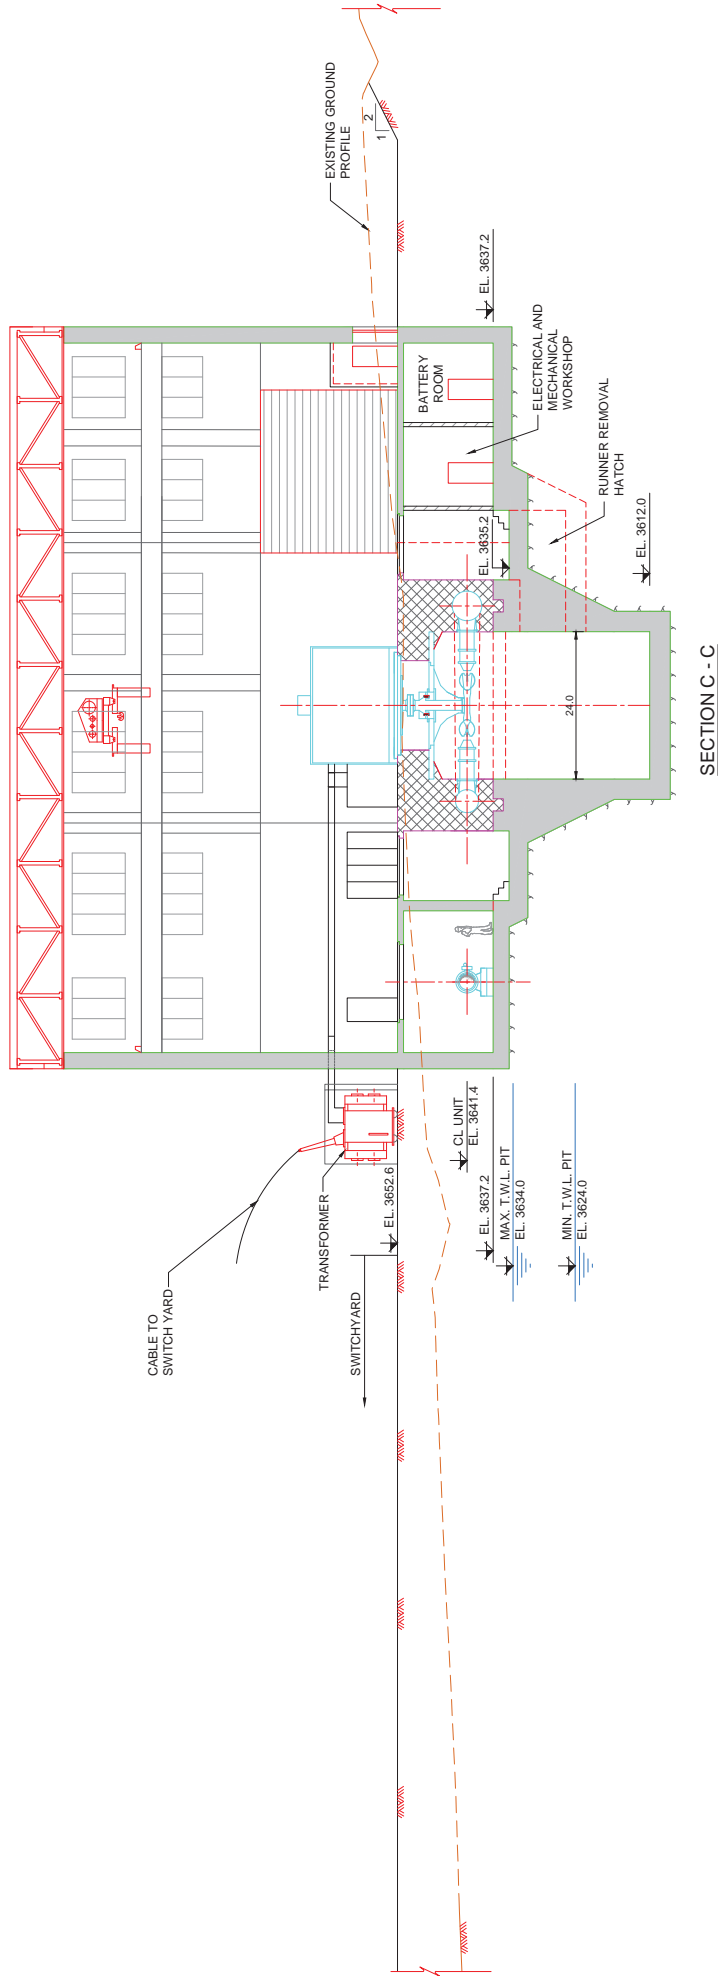 CABLE TO
SWITCH YARD
TRANSFORMER
SWITCHYARD
EL. 3652.6
CL UNIT
EL. 3641.4
EL. 3637.2
MAX. T.W.L. PIT
EL. 3634.0
MIN. T.W.L. PIT
EL. 3624.0
EXISTING GROUND
PROFILE
2
1
BATTERY
ROOM
EL. 3637.2
ELECTRICAL AND
MECHANICAL
WORKSHOP
EL. 3635.2
RUNNER REMOVAL
HATCH
EL. 3612.0
24.0
SECTION C - C